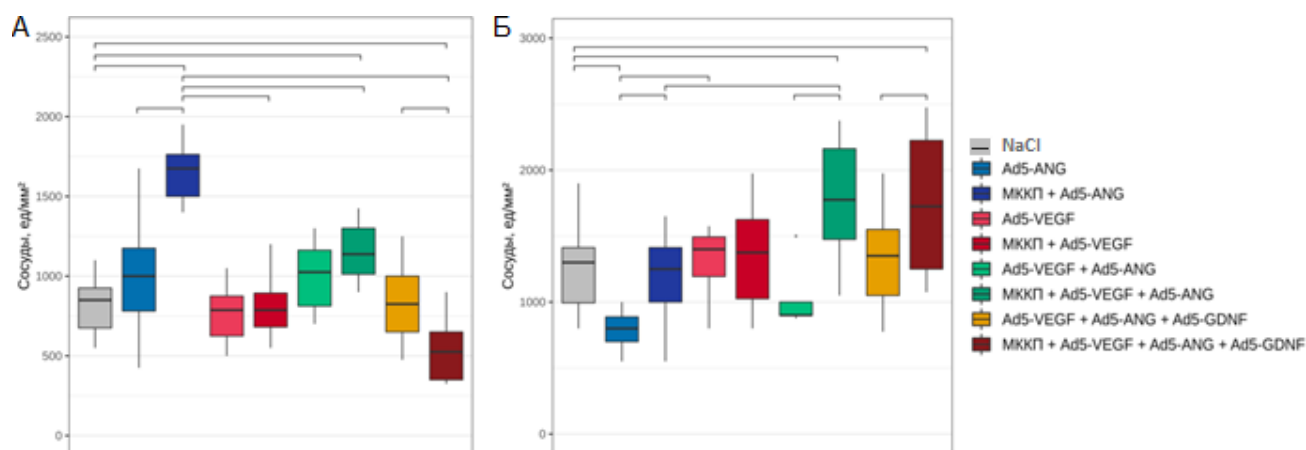 А
2500
2000
1500
1000
500
0
Сосуды, ед/мм²
Б
3000
2000
1000
0
Сосуды, ед/мм²
NaCl
Ad5-ANG
МККП + Ad5-ANG
Ad5-VEGF
МККП + Ad5-VEGF
Ad5-VEGF + Ad5-ANG
МККП + Ad5-VEGF + Ad5-ANG
Ad5-VEGF + Ad5-ANG + Ad5-GDNF
МККП + Ad5-VEGF + Ad5-ANG + Ad5-GDNF